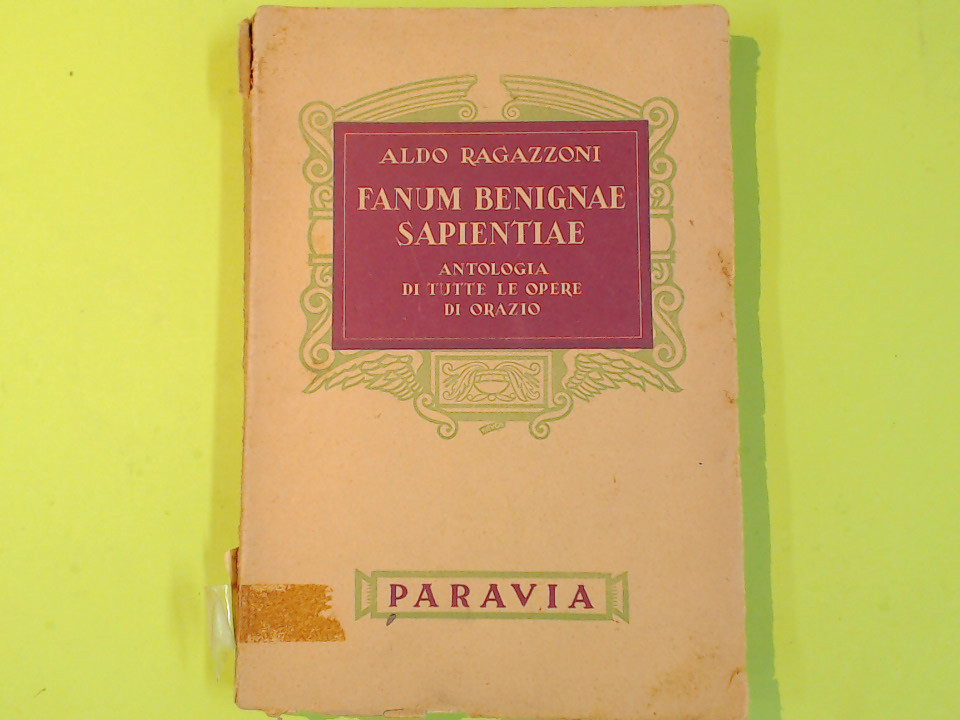 ALDO RAGAZZONI
FANUM BENIGNAE
SAPIENTIAE
ANTOLOGIA
DI TUTTE LE OPERE
DI ORAZIO
PARAVIA